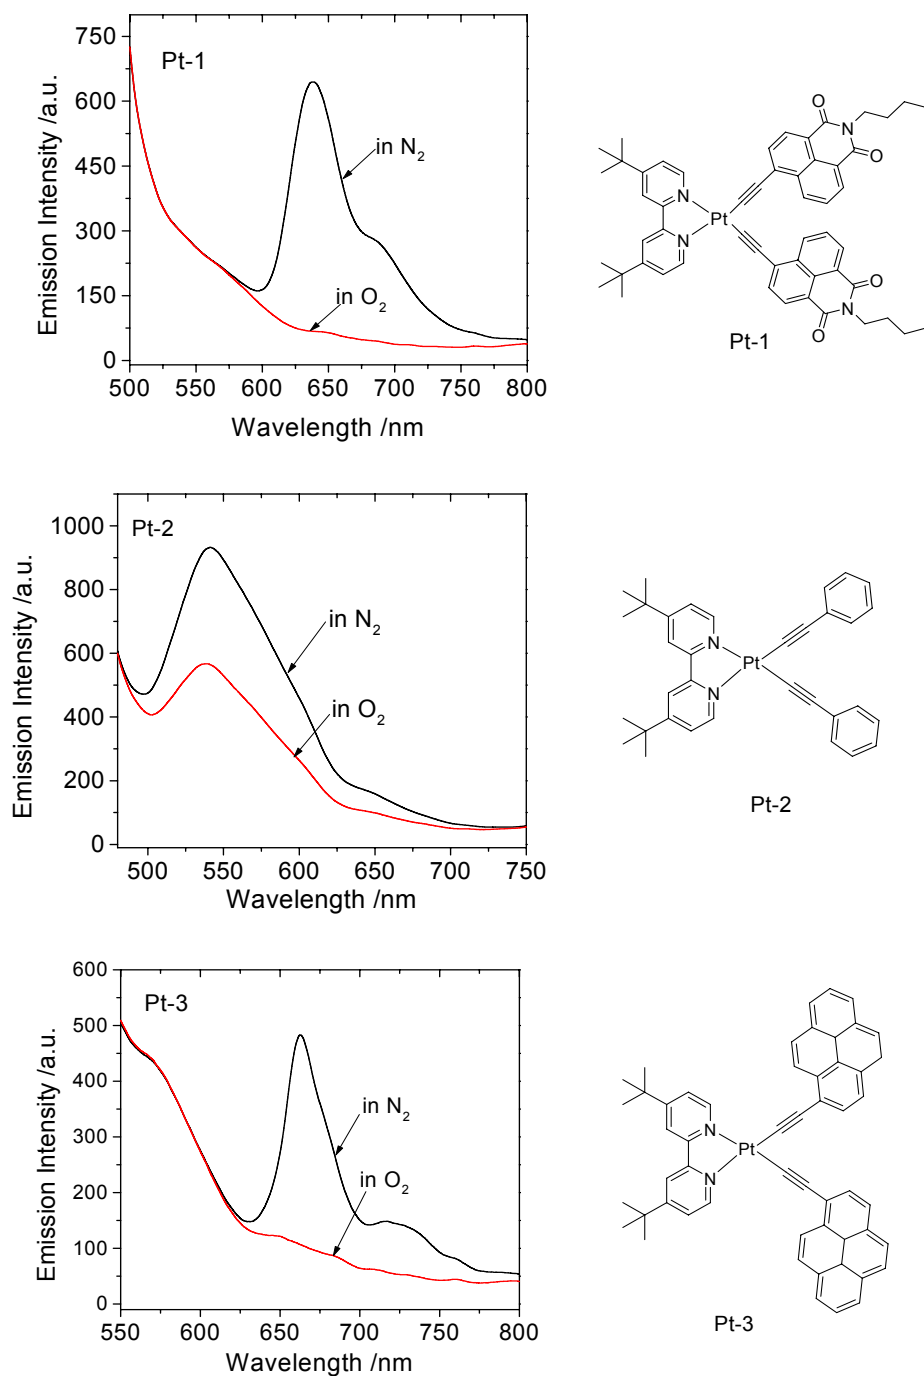 Pt-1
Emission Intensity /a.u.
750
600
450
300
150
0
in N₂
in O₂
500 550 600 650 700 750 800
Wavelength /nm
O
N
O
N
N
Pt
O
N
O
Pt-1
Pt-2
Emission Intensity /a.u.
1000
800
600
400
200
0
in N₂
in O₂
500 550 600 650 700 750
Wavelength /nm
N
N
Pt
Pt-2
Pt-3
Emission Intensity /a.u.
600
500
400
300
200
100
0
in N₂
in O₂
550 600 650 700 750 800
Wavelength /nm
N
N
Pt
Pt-3